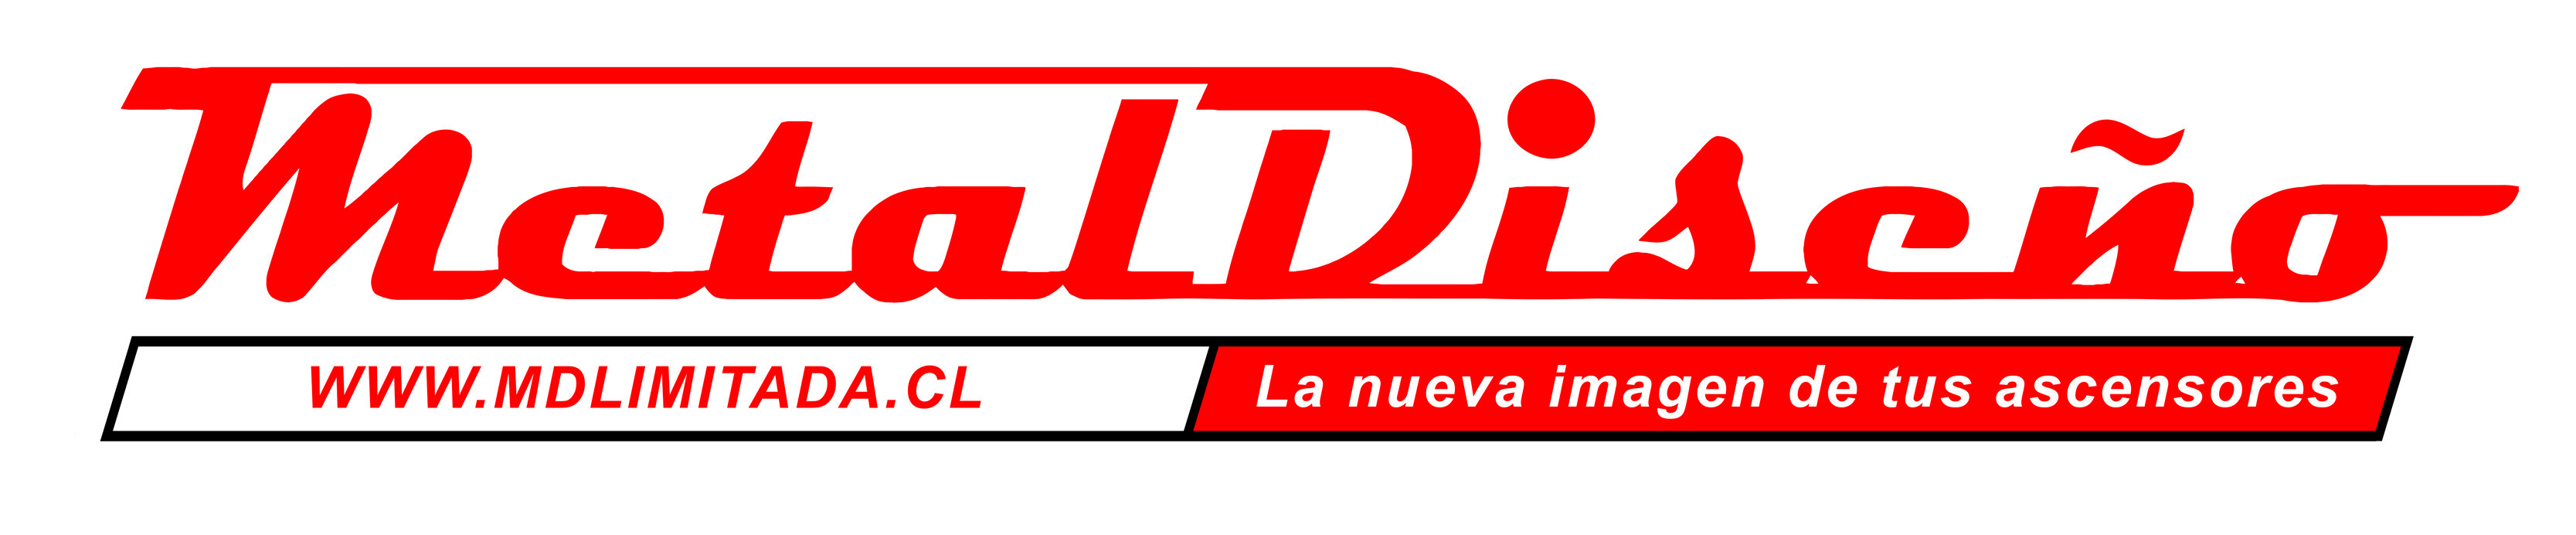 MetalDiseño
WWW.MDLIMITADA.CL
La nueva imagen de tus ascensores